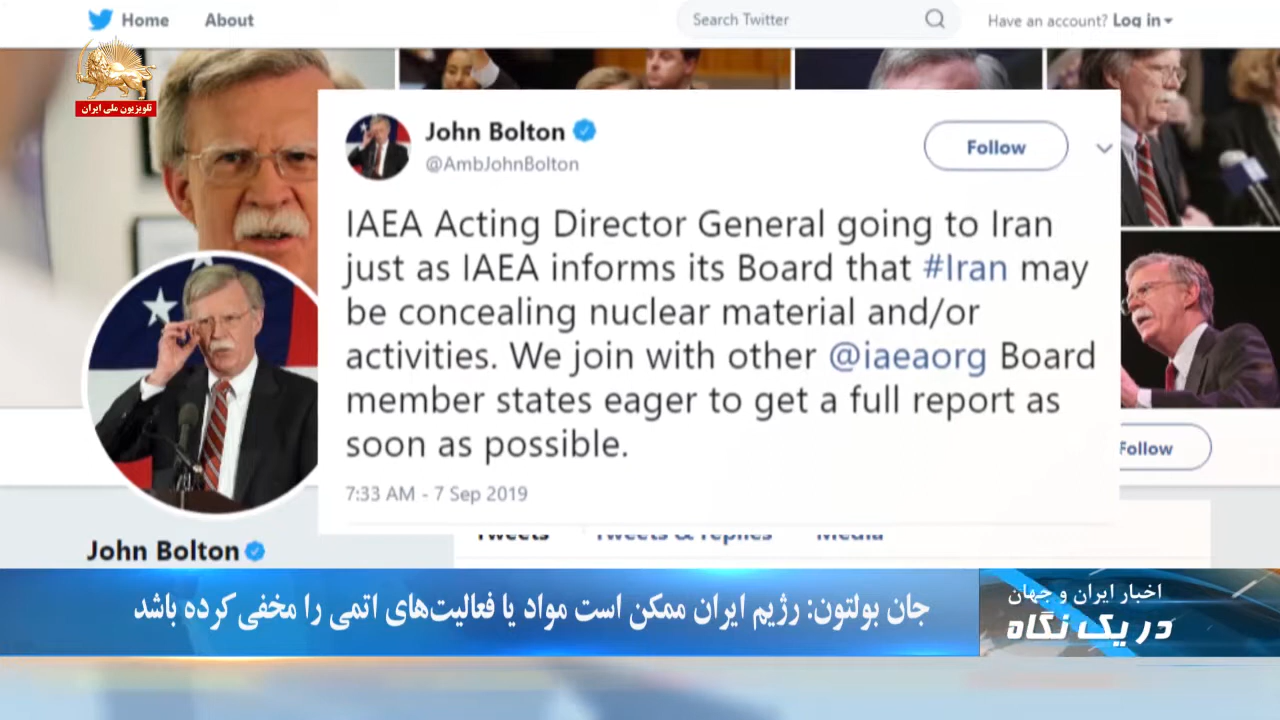 Home About Search Twitter Have an account? Log in
تلویزیون ملی ایران
John Bolton
@AmbJohnBolton
Follow
IAEA Acting Director General going to Iran
just as IAEA informs its Board that #Iran may
be concealing nuclear material and/or
activities. We join with other @iaeaorg Board
member states eager to get a full report as
soon as possible.
7:33 AM - 7 Sep 2019
Follow
Tweets Tweets & replies Media
John Bolton
اخبار ایران و جهان
در یک نگاه
جان بولتون: رژیم ایران ممکن است مواد یا فعالیت‌های اتمی را مخفی کرده باشد